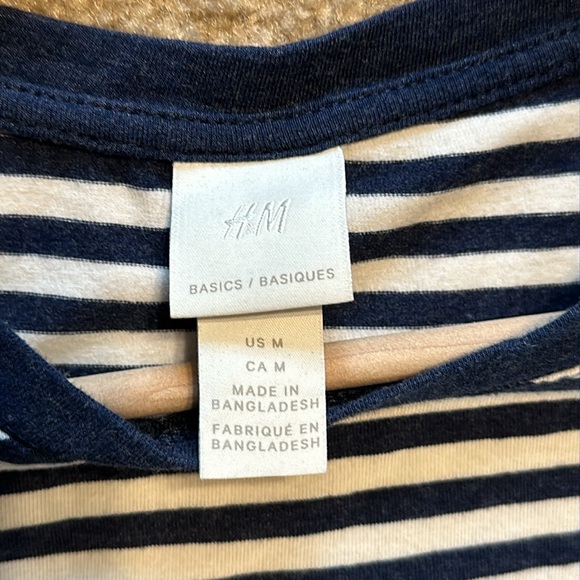 H&M
BASICS / BASIQUES
US M
CA M
MADE IN
BANGLADESH
FABRIQUÉ EN
BANGLADESH